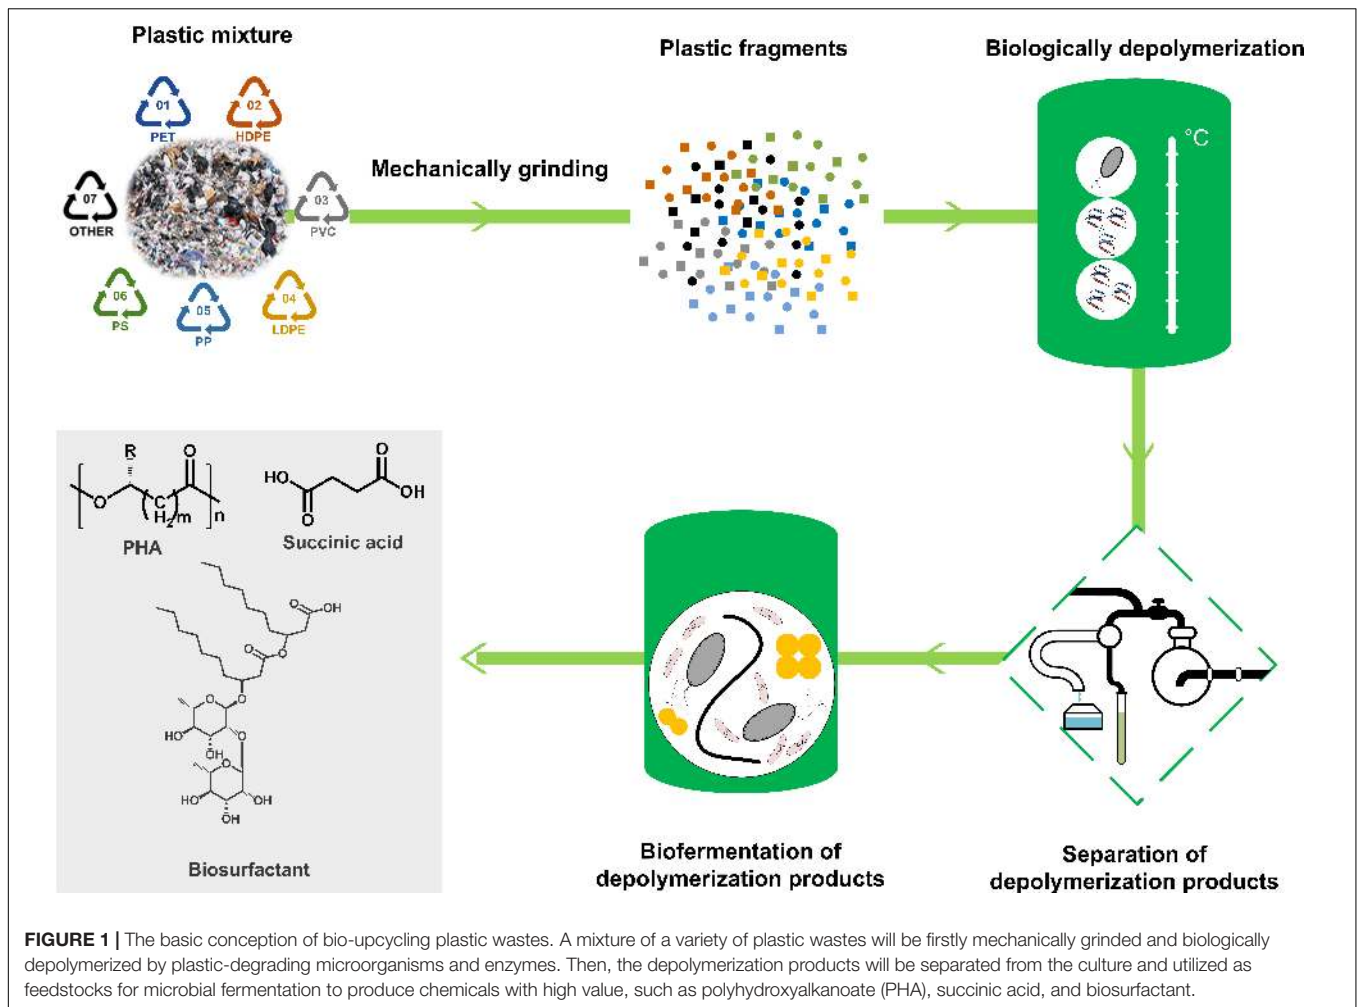 Plastic mixture
01
PET
02
HDPE
07
OTHER
03
PVC
06
PS
05
PP
04
LDPE
Mechanically grinding
Plastic fragments
Biologically depolymerization
°C
R
O
O
C
H2
m
n
PHA
O
HO
OH
O
Succinic acid
O
OH
O
O
O
O
HO
HO
OH
O
O
HO
HO
OH
OH
Biosurfactant
Biofermentation of
depolymerization products
Separation of
depolymerization products
FIGURE 1 | The basic conception of bio-upcycling plastic wastes. A mixture of a variety of plastic wastes will be firstly mechanically grinded and biologically
depolymerized by plastic-degrading microorganisms and enzymes. Then, the depolymerization products will be separated from the culture and utilized as
feedstocks for microbial fermentation to produce chemicals with high value, such as polyhydroxyalkanoate (PHA), succinic acid, and biosurfactant.